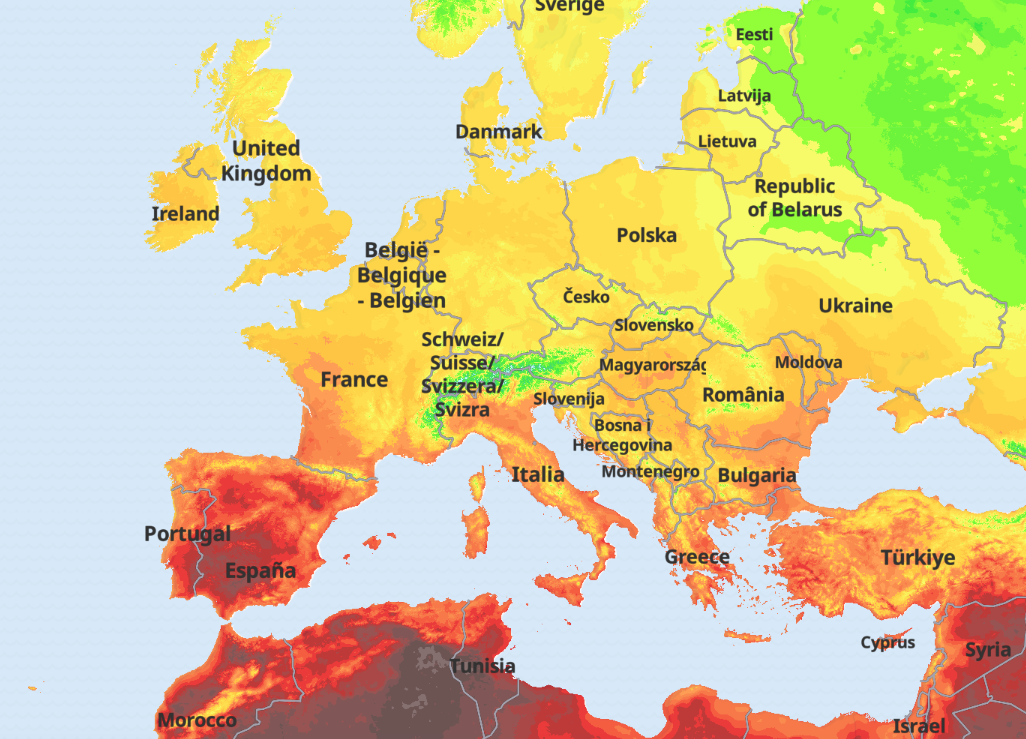 Sverige
Eesti
Latvija
Danmark
Lietuva
United
Kingdom
Republic
of Belarus
Ireland
Polska
België -
Belgique
- Belgien
Česko
Ukraine
Slovensko
Schweiz/
Suisse/
Svizzera/
Svizra
Magyarország
Moldova
France
România
Slovenija
Bosna i
Hercegovina
Montenegro
Italia
Bulgaria
Portugal
España
Greece
Türkiye
Cyprus
Syria
Tunisia
Morocco
Israel